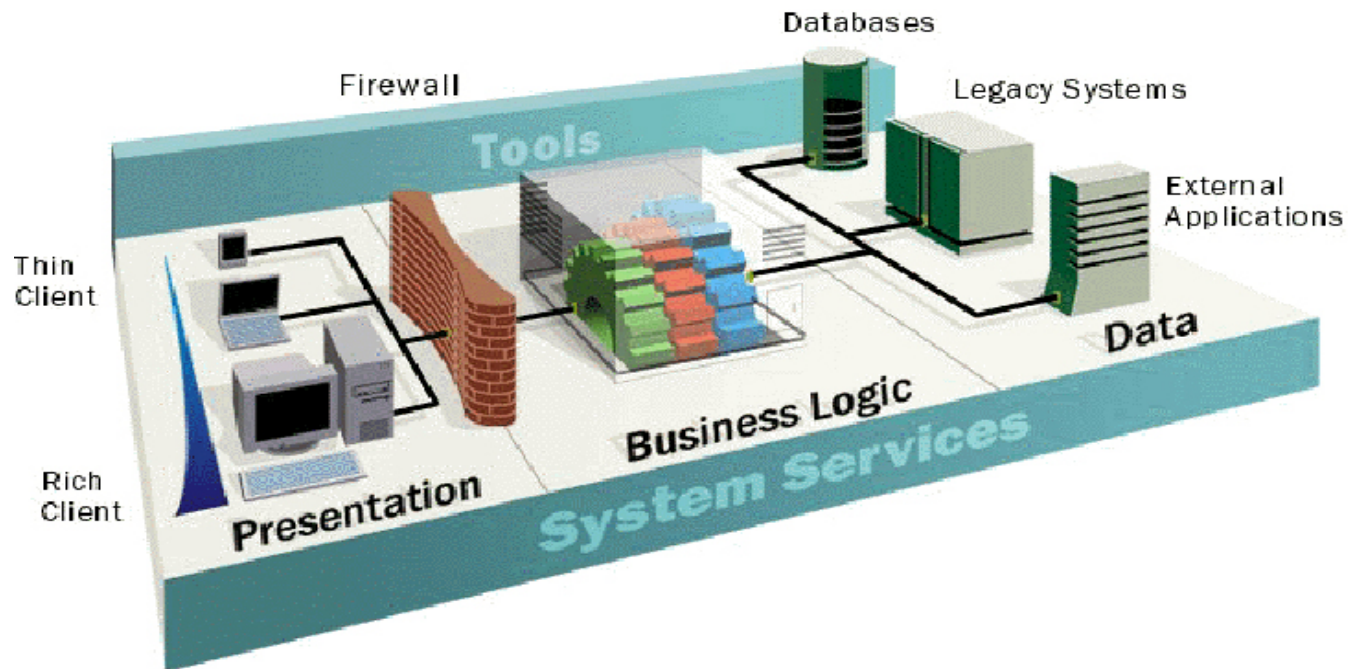 Databases
Firewall
Legacy Systems
Tools
External
Applications
Thin
Client
Data
Business Logic
Rich
Client
Presentation
System Services